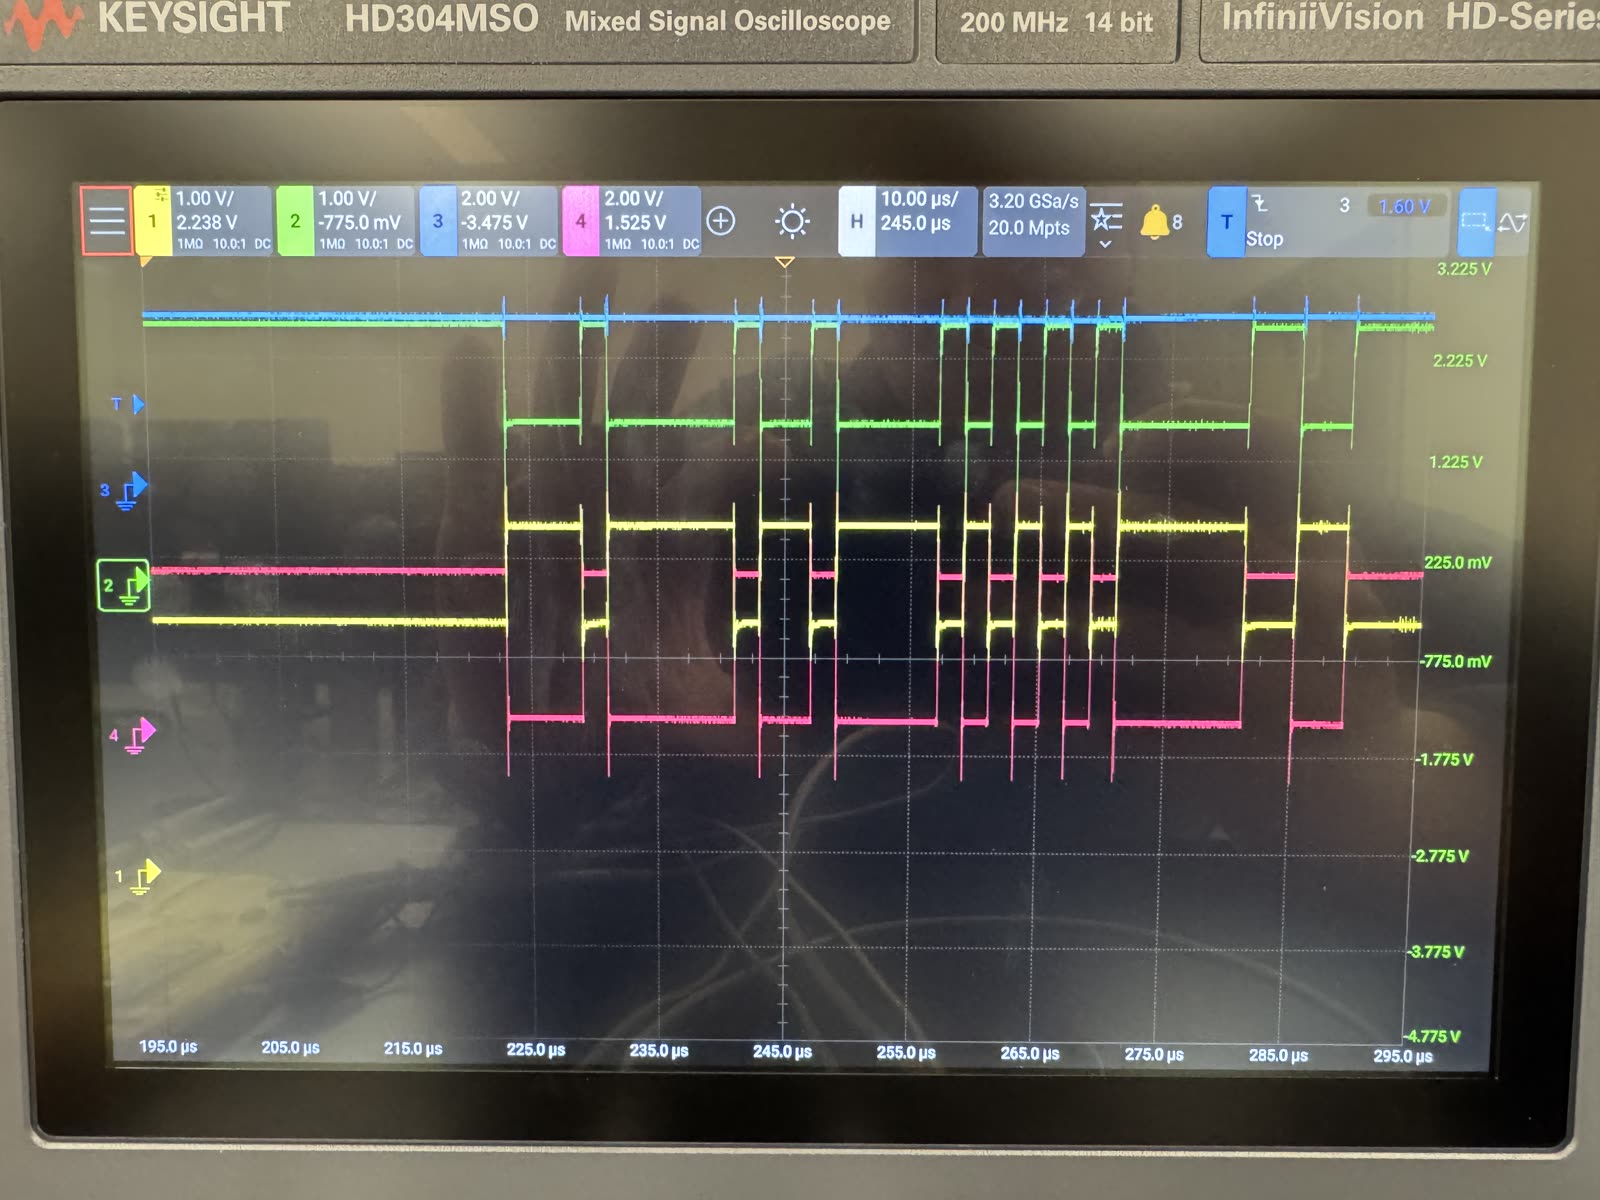 KEYSIGHT HD304MSO Mixed Signal Oscilloscope 200 MHz 14 bit InfiniiVision HD-Series
1 1.00 V/ 2.238 V 1MΩ 10.0:1 DC
2 1.00 V/ -775.0 mV 1MΩ 10.0:1 DC
3 2.00 V/ -3.475 V 1MΩ 10.0:1 DC
4 2.00 V/ 1.525 V 1MΩ 10.0:1 DC
H 10.00 µs/ 245.0 µs
3.20 GSa/s 20.0 Mpts
8
T 3 1.60 V
Stop
3.225 V
2.225 V
T
1.225 V
3
225.0 mV
2
-775.0 mV
4
-1.775 V
-2.775 V
1
-3.775 V
-4.775 V
195.0 µs 205.0 µs 215.0 µs 225.0 µs 235.0 µs 245.0 µs 255.0 µs 265.0 µs 275.0 µs 285.0 µs 295.0 µs